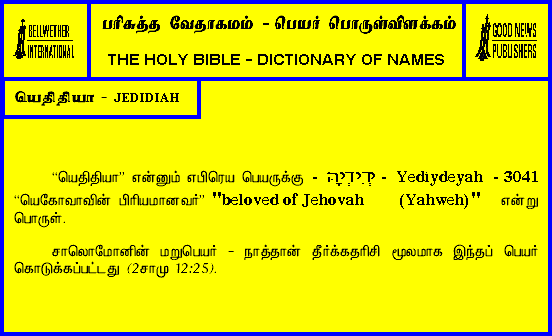 BELLWETHER
INTERNATIONAL
பரிசுத்த வேதாகமம் - பெயர் பொருள்விளக்கம்
THE HOLY BIBLE - DICTIONARY OF NAMES
GOOD NEWS
PUBLISHERS
யெதிதியா - JEDIDIAH
“யெதிதியா” என்னும் எபிரெய பெயருக்கு - יְדִידְיָהּ - Yediydeyah - 3041
“யெகோவாவின் பிரியமானவர்” "beloved of Jehovah (Yahweh)" என்று
பொருள்.
சாலொமோனின் மறுபெயர் - நாத்தான் தீர்க்கதரிசி மூலமாக இந்தப் பெயர்
கொடுக்கப்பட்டது (2சாமு 12:25).